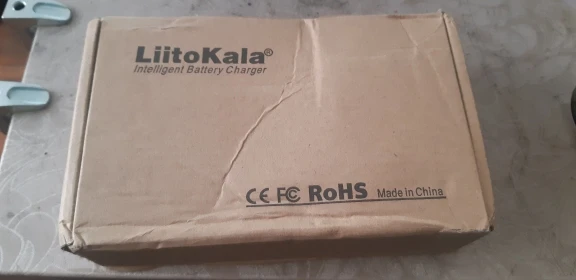 LiitoKala®
Intelligent Battery Charger
CE FC RoHS Made in China